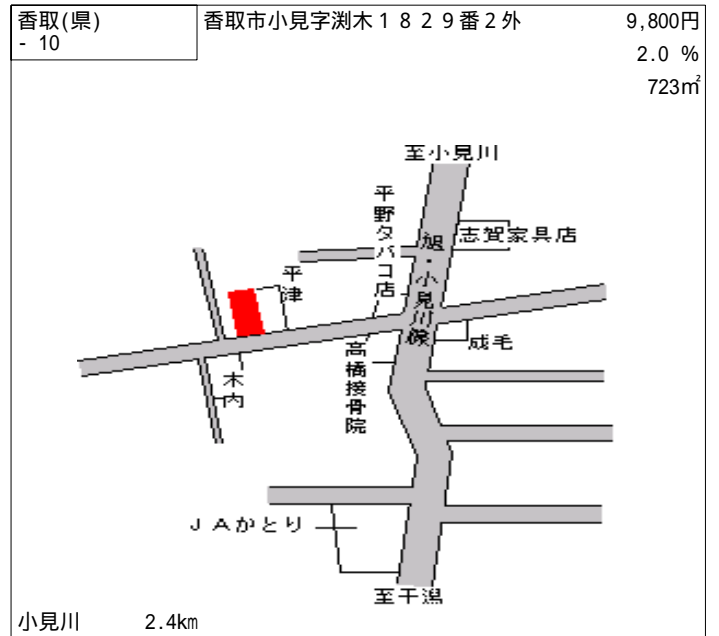 香取(県)
- 10
香取市小見字渕木1829番2外
9,800円
2.0 %
723㎡
至小見川
平野タバコ店
旭・小見川線
志賀家具店
平津
成毛
高橋接骨院
木内
JAかとり
至干潟
小見川 2.4km